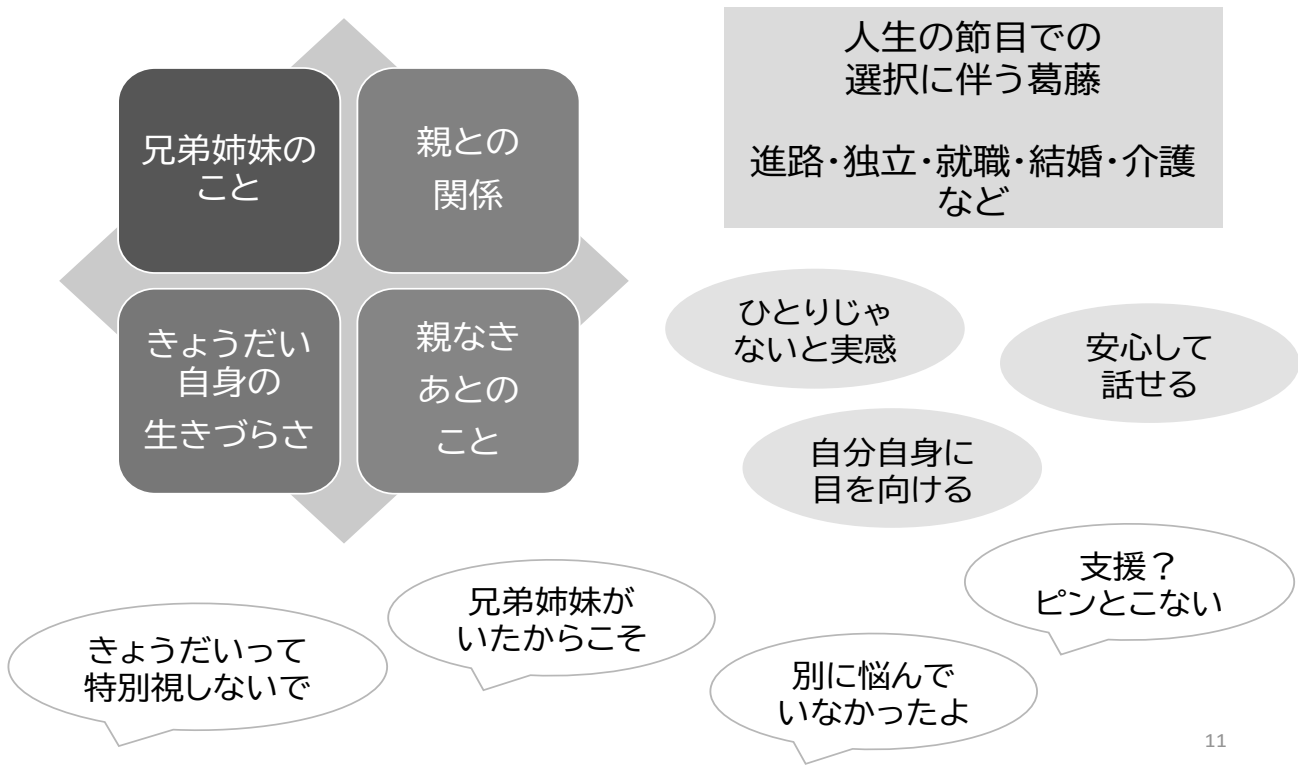 兄弟姉妹の
こと
親との
関係
きょうだい
自身の
生きづらさ
親なき
あとの
こと
人生の節目での
選択に伴う葛藤
進路・独立・就職・結婚・介護
など
ひとりじゃ
ないと実感
安心して
話せる
自分自身に
目を向ける
支援？
ピンとこない
兄弟姉妹が
いたからこそ
きょうだいって
特別視しないで
別に悩んで
いなかったよ
11